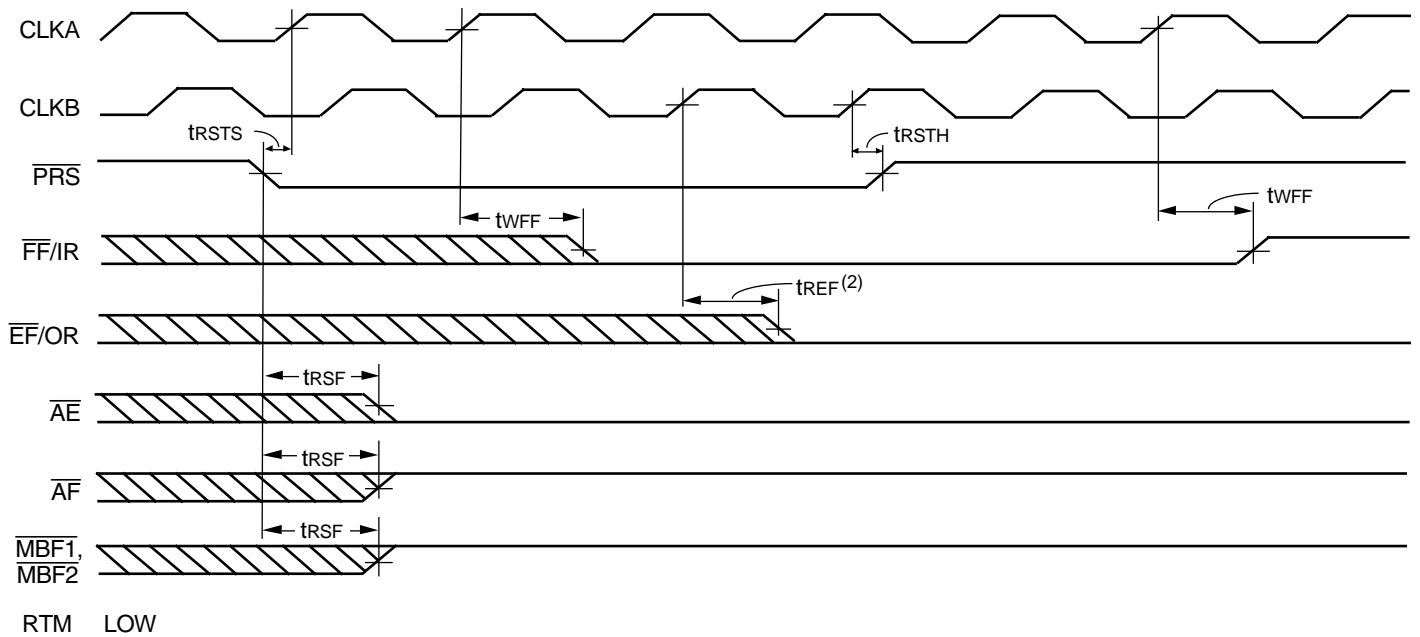 CLKA
CLKB
tRSTS
tRSTH
PRS
tWFF
tWFF
FF/IR
tREF(2)
EF/OR
tRSF
AE
tRSF
AF
tRSF
MBF1,
MBF2
RTM LOW